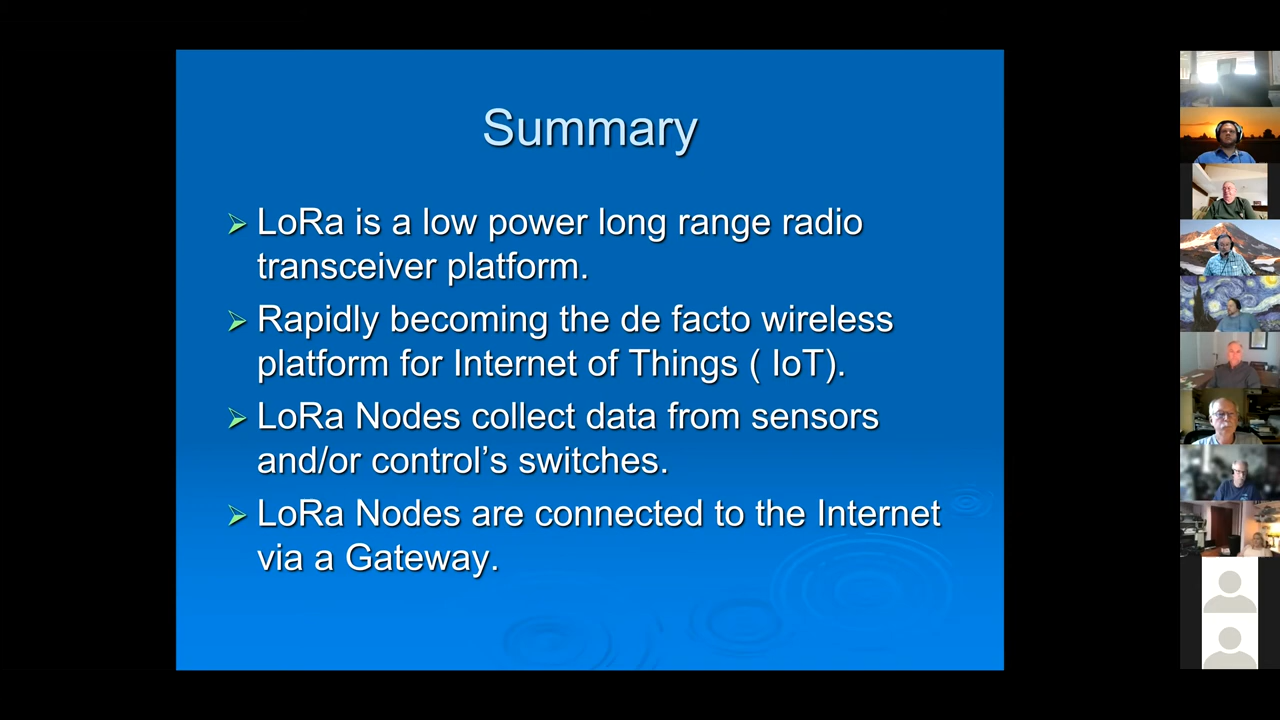 Summary
LoRa is a low power long range radio
transceiver platform.
Rapidly becoming the de facto wireless
platform for Internet of Things ( IoT).
LoRa Nodes collect data from sensors
and/or control’s switches.
LoRa Nodes are connected to the Internet
via a Gateway.